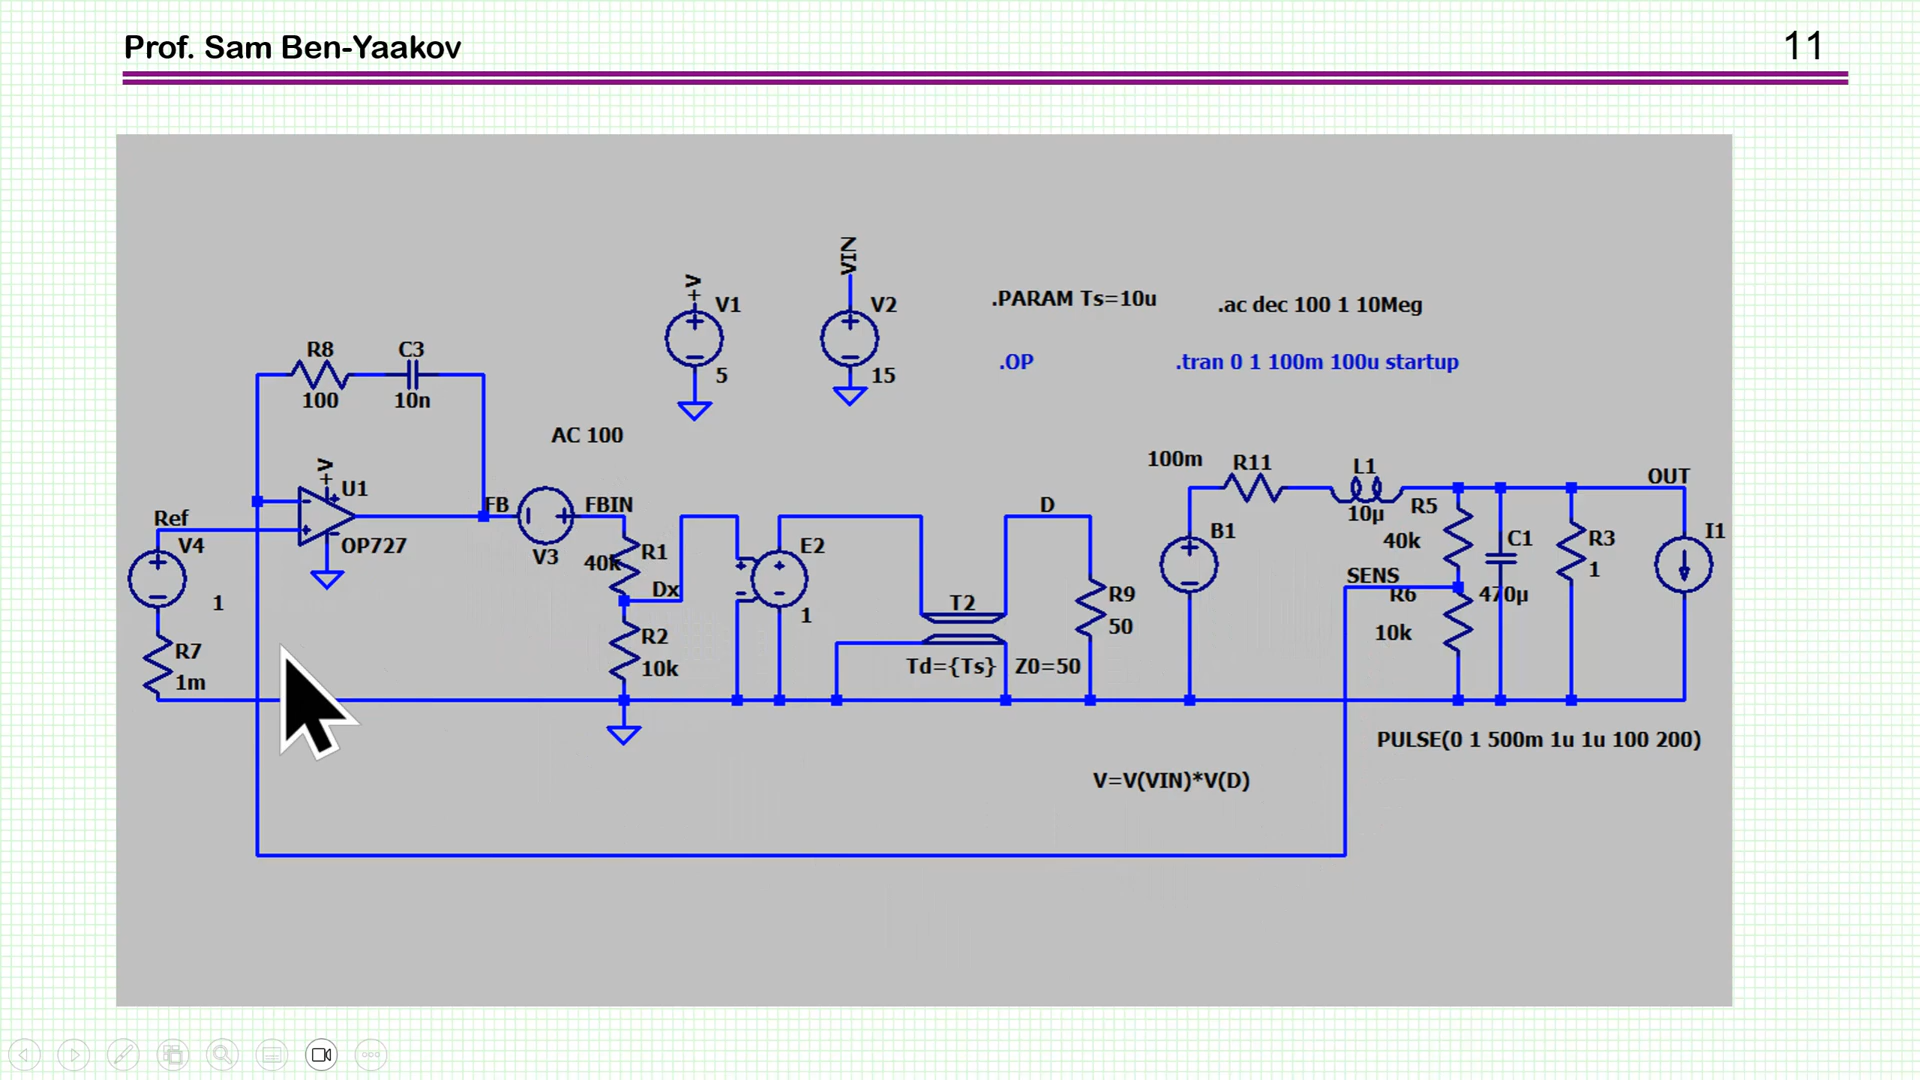 Prof. Sam Ben-Yaakov
11
VIN
+V
V1
V2
.PARAM Ts=10u
.ac dec 100 1 10Meg
R8
C3
.OP
.tran 0 1 100m 100u startup
5
15
100
10n
AC 100
100m
R11
L1
OUT
+V
U1
FB
FBIN
D
10µ
R5
Ref
V4
OP727
V3
40k
R1
E2
B1
40k
C1
R3
I1
Dx
SENS
1
1
T2
R9
R6
470µ
1
50
R7
R2
10k
1m
10k
Td={Ts}
Z0=50
PULSE(0 1 500m 1u 1u 100 200)
V=V(VIN)*V(D)